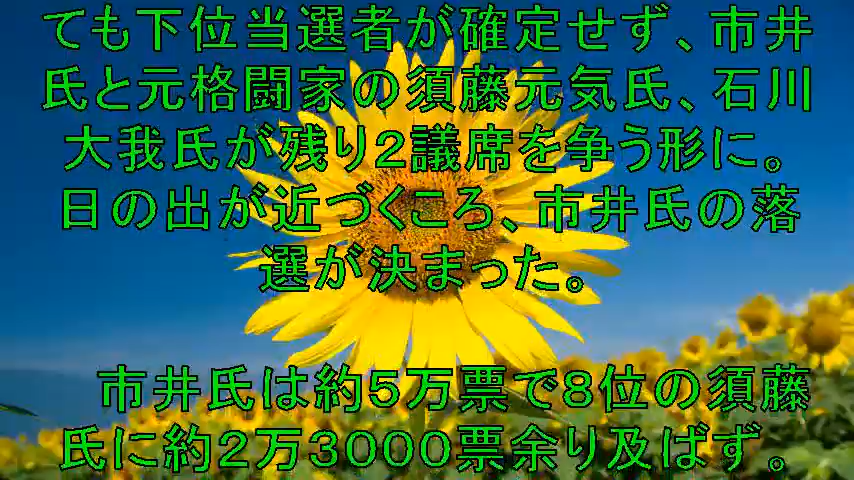 ても下位当選者が確定せず、市井
氏と元格闘家の須藤元気氏、石川
大我氏が残り２議席を争う形に。
日の出が近づくころ、市井氏の落
選が決まった。
市井氏は約５万票で８位の須藤
氏に約２万３０００票余り及ばず。